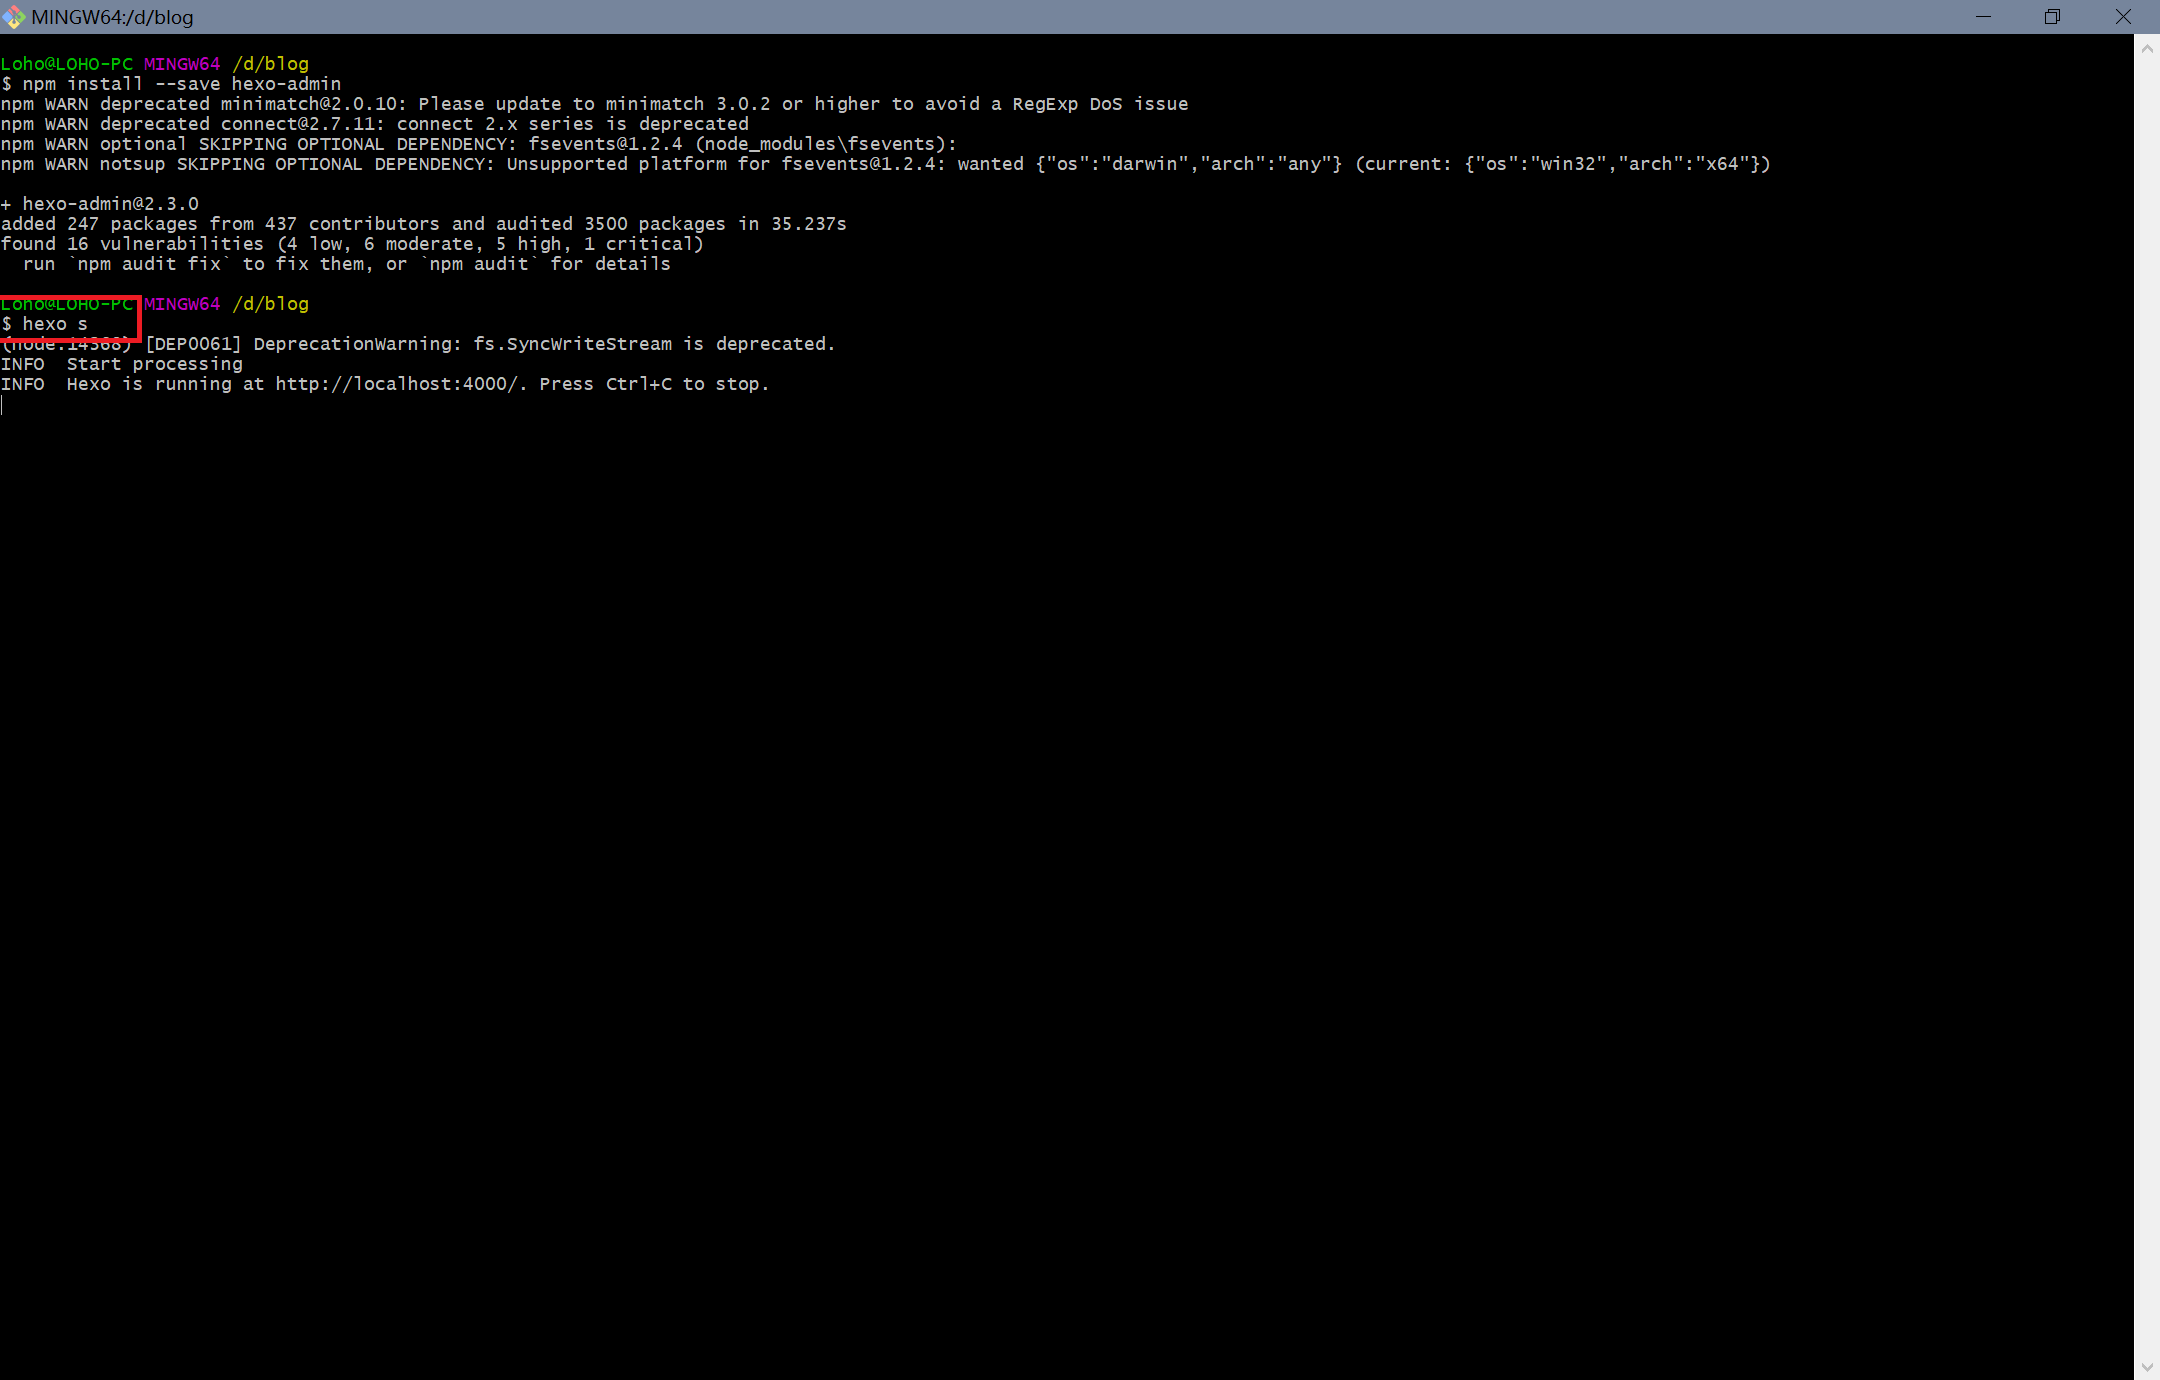 MINGW64:/d/blog
Loho@LOHO-PC MINGW64 /d/blog
$ npm install --save hexo-admin
npm WARN deprecated minimatch@2.0.10: Please update to minimatch 3.0.2 or higher to avoid a RegExp DoS issue
npm WARN deprecated connect@2.7.11: connect 2.x series is deprecated
npm WARN optional SKIPPING OPTIONAL DEPENDENCY: fsevents@1.2.4 (node_modules\fsevents):
npm WARN notsup SKIPPING OPTIONAL DEPENDENCY: Unsupported platform for fsevents@1.2.4: wanted {"os":"darwin","arch":"any"} (current: {"os":"win32","arch":"x64"})
+ hexo-admin@2.3.0
added 247 packages from 437 contributors and audited 3500 packages in 35.237s
found 16 vulnerabilities (4 low, 6 moderate, 5 high, 1 critical)
run `npm audit fix` to fix them, or `npm audit` for details
Loho@LOHO-PC MINGW64 /d/blog
$ hexo s
(node:14368) [DEP0061] DeprecationWarning: fs.SyncWriteStream is deprecated.
INFO  Start processing
INFO  Hexo is running at http://localhost:4000/. Press Ctrl+C to stop.